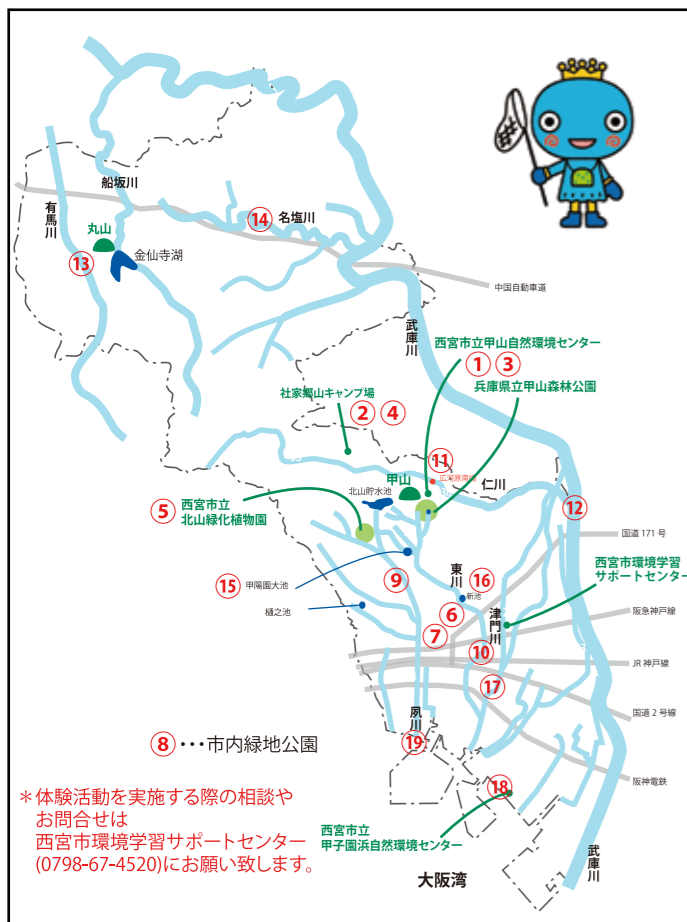 船坂川
有馬川
丸山
⑭
名塩川
⑬
金仙寺湖
中国自動車道
武庫川
西宮市立甲山自然環境センター
① ③
兵庫県立甲山森林公園
社家郷山キャンプ場
② ④
⑪
甲山
仁川
北山貯水池
⑤
西宮市立
北山緑化植物園
⑫
国道 171 号
西宮市環境学習
サポートセンター
⑮
甲陽園大池
⑨
東川
⑯
新池
樋之池
⑥
津門川
阪急神戸線
⑦
⑩
JR 神戸線
⑰
国道 2 号線
夙川
⑲
⑧ ・・・市内緑地公園
阪神電鉄
⑱
＊体験活動を実施する際の相談や
お問合せは
西宮市環境学習サポートセンター
(0798-67-4520)にお願い致します。
西宮市立
甲子園浜自然環境センター
大阪湾
武庫川